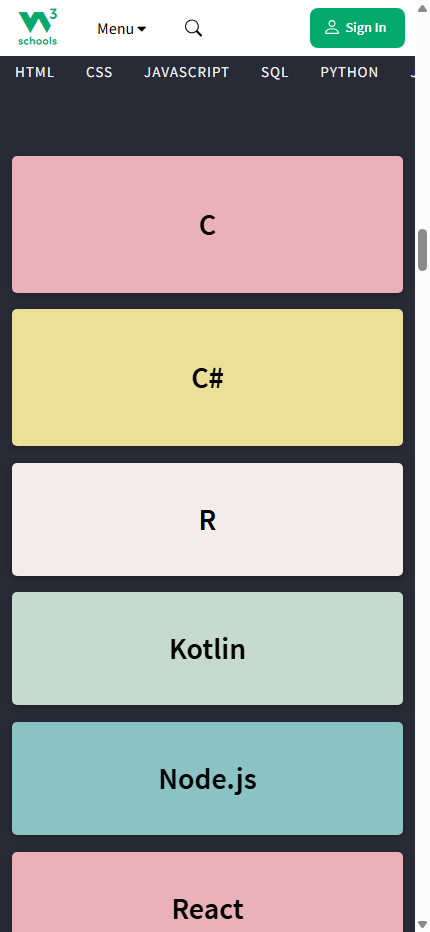 W3
schools
Menu
Sign In
HTML CSS JAVASCRIPT SQL PYTHON
C
C#
R
Kotlin
Node.js
React